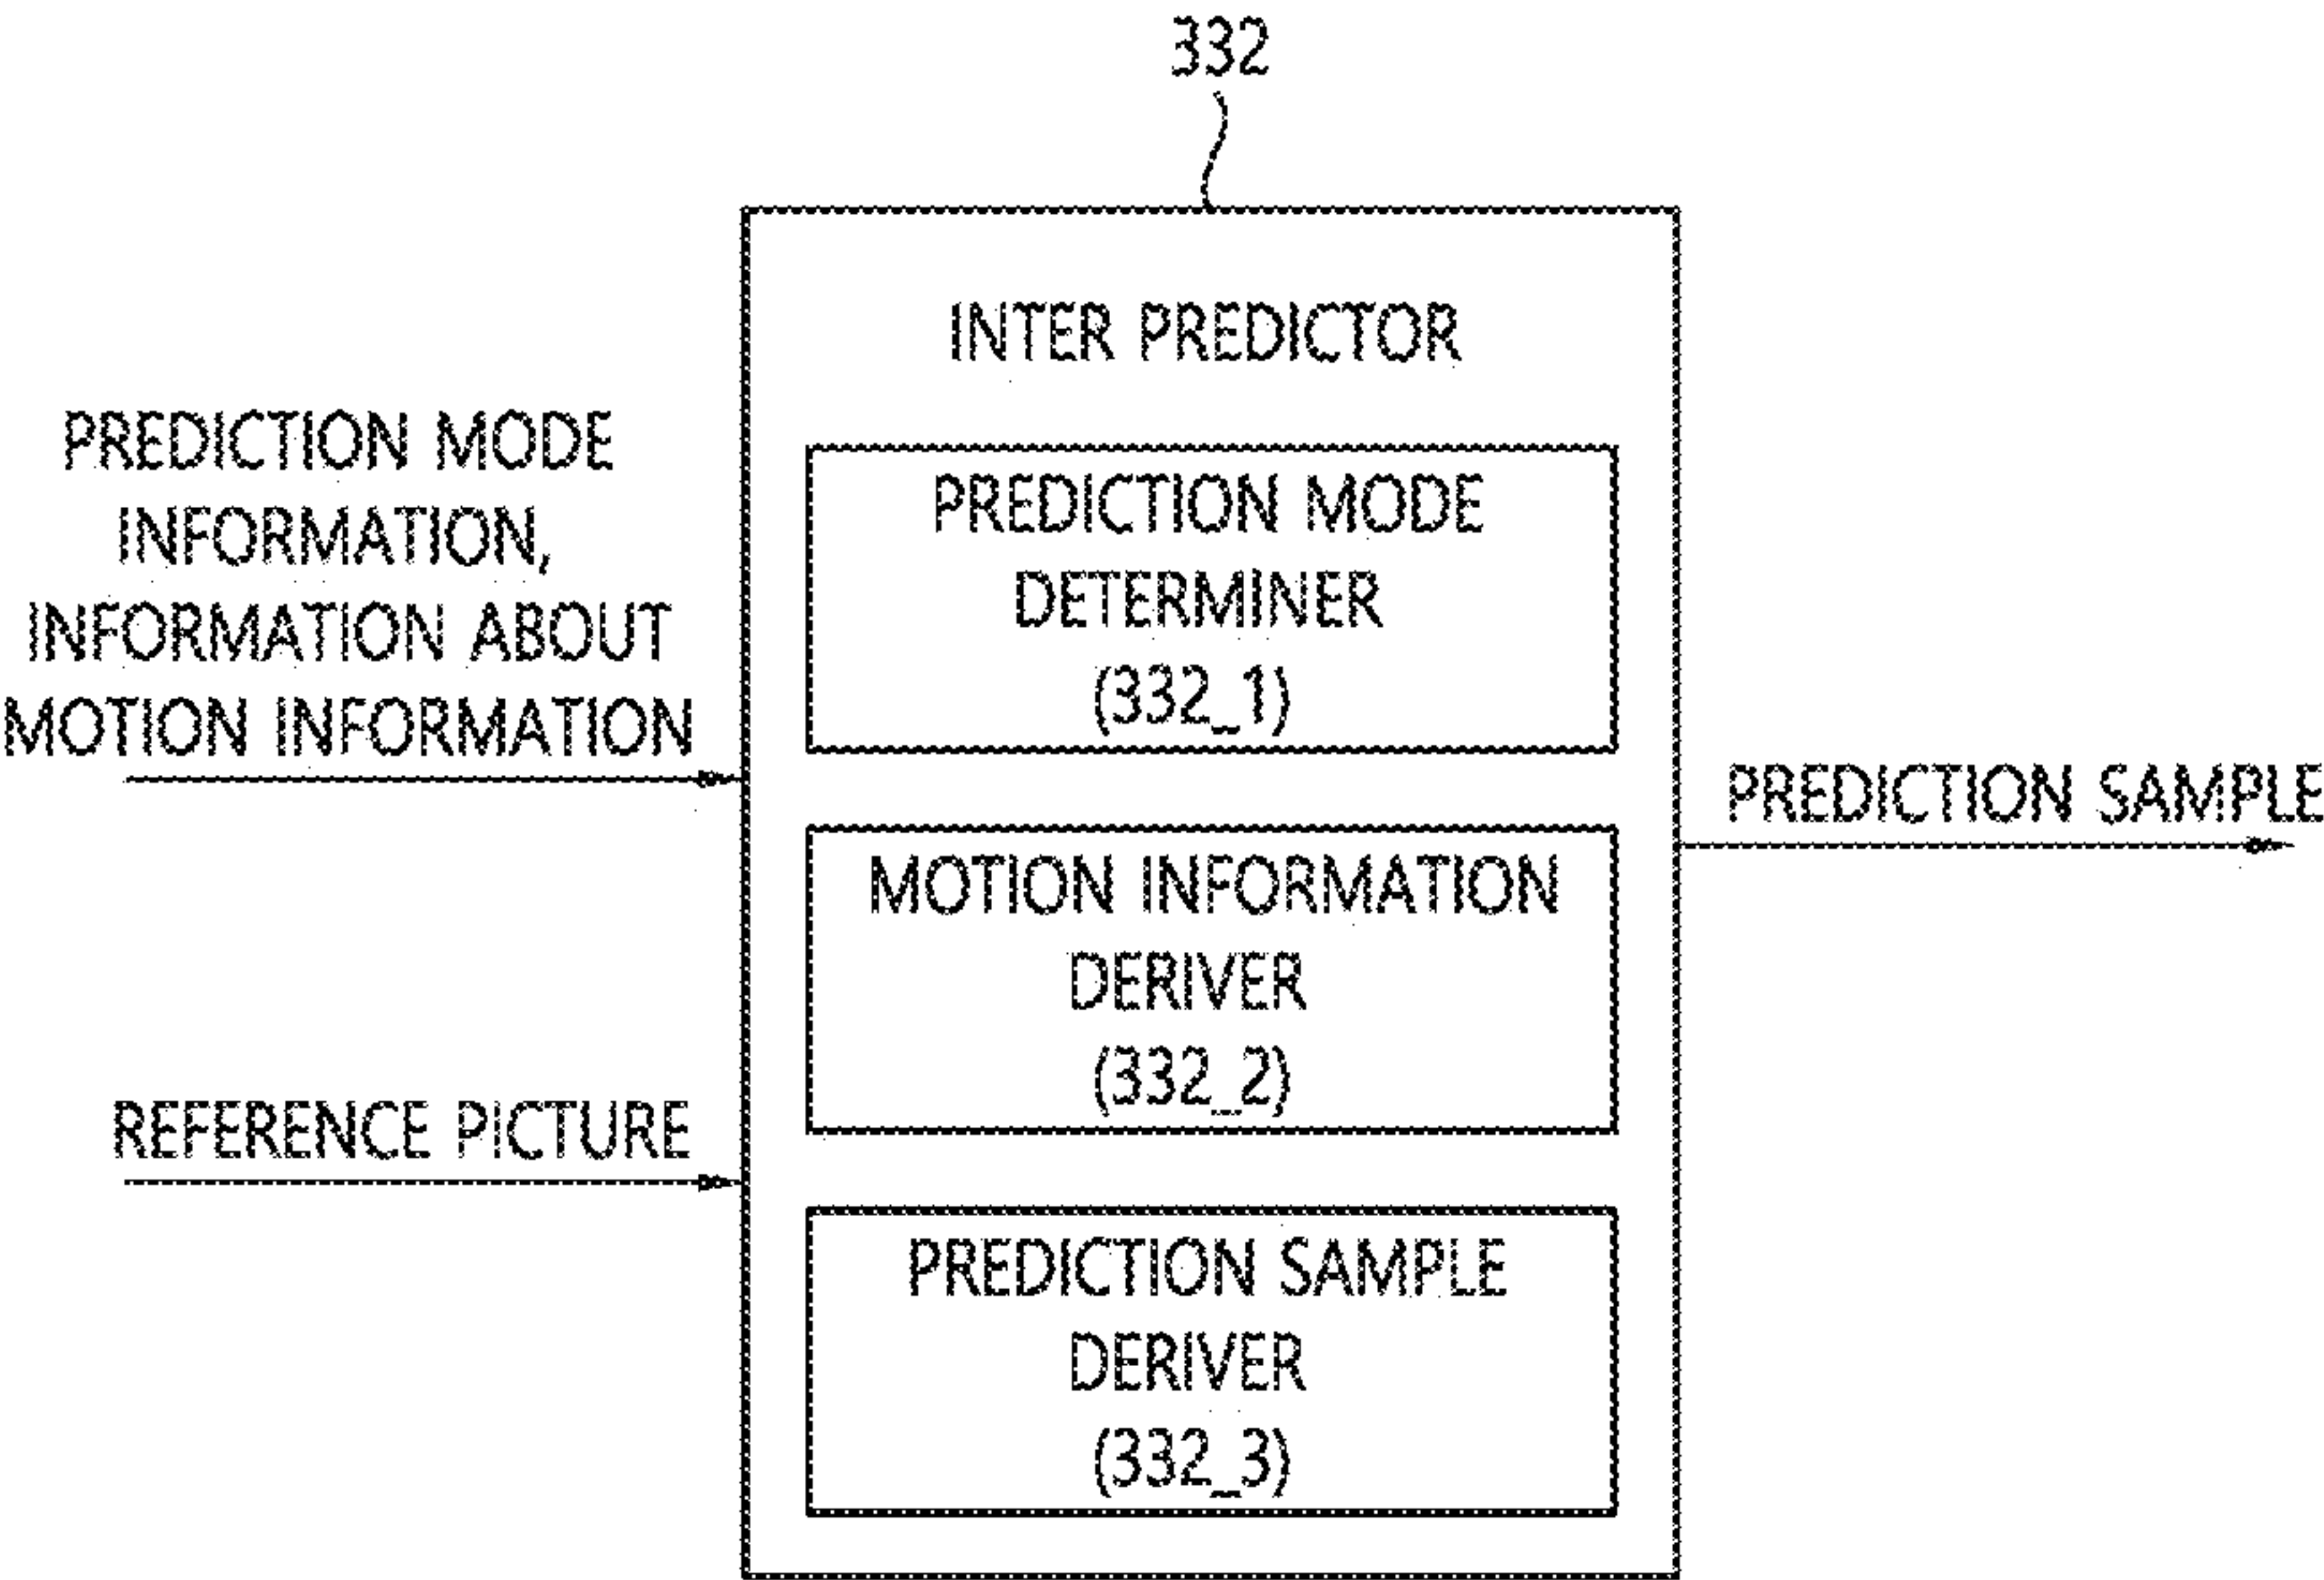 332
INTER PREDICTOR
PREDICTION MODE
INFORMATION,
INFORMATION ABOUT
MOTION INFORMATION
REFERENCE PICTURE
PREDICTION MODE
DETERMINER
(332_1)
MOTION INFORMATION
DERIVER
(332_2)
PREDICTION SAMPLE
DERIVER
(332_3)
PREDICTION SAMPLE